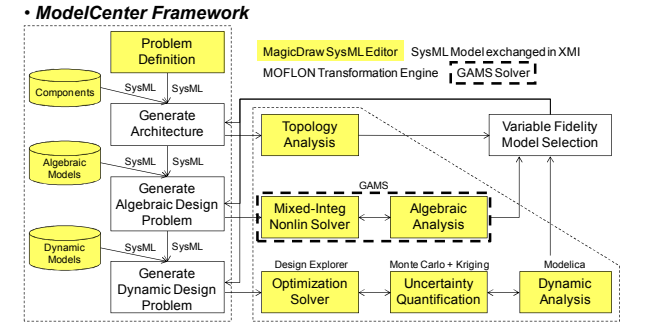 • ModelCenter Framework
Problem
Definition
MagicDraw SysML Editor
SysML Model exchanged in XMI
MOFLON Transformation Engine
GAMS Solver
Components
SysML
SysML
Generate
Architecture
Topology
Analysis
Variable Fidelity
Model Selection
Algebraic
Models
SysML
SysML
Generate
Algebraic Design
Problem
GAMS
Mixed-Integ
Nonlin Solver
Algebraic
Analysis
Dynamic
Models
SysML
SysML
Generate
Dynamic Design
Problem
Design Explorer
Optimization
Solver
Monte Carlo + Kriging
Uncertainty
Quantification
Modelica
Dynamic
Analysis